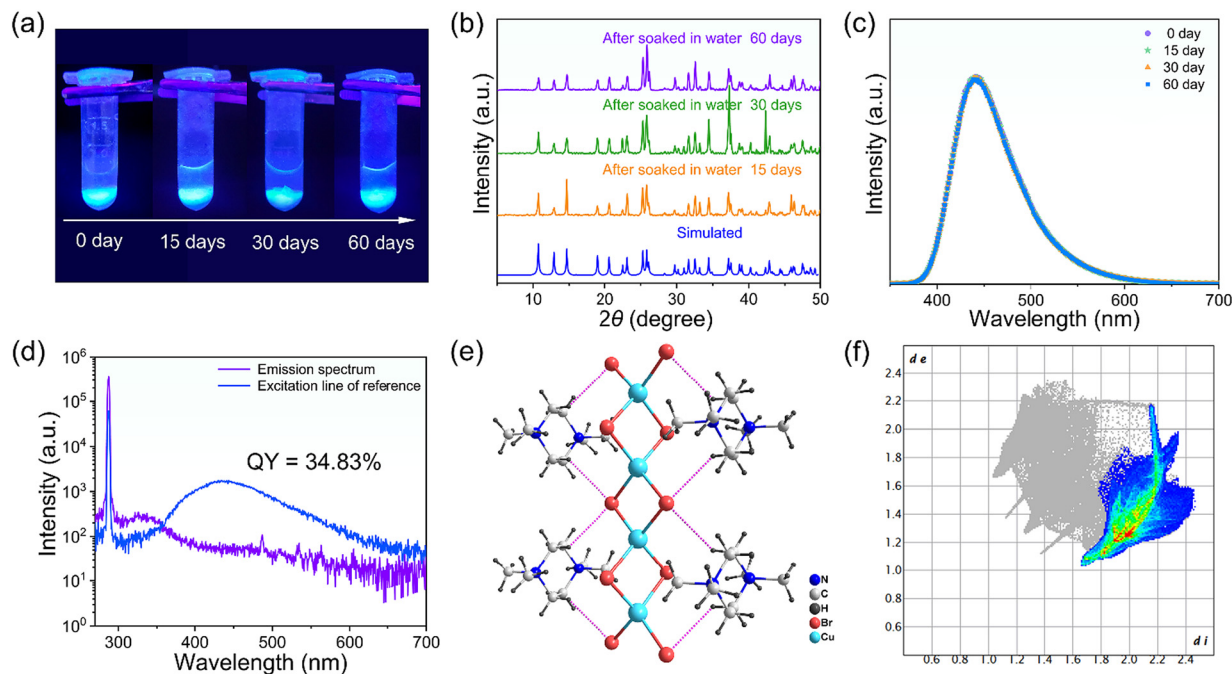 (a)
0 day
15 days
30 days
60 days
(b)
After soaked in water 60 days
After soaked in water 30 days
After soaked in water 15 days
Simulated
Intensity (a.u.)
10
20
30
40
50
2θ (degree)
(c)
0 day
15 day
30 day
60 day
Intensity (a.u.)
400
500
600
700
Wavelength (nm)
(d)
Emission spectrum
Excitation line of reference
QY = 34.83%
Intensity (a.u.)
10⁶
10⁵
10⁴
10³
10²
10¹
10⁰
300
400
500
600
700
Wavelength (nm)
(e)
N
C
H
Br
Cu
(f)
d e
2.4
2.2
2.0
1.8
1.6
1.4
1.2
1.0
0.8
0.6
d i
0.6
0.8
1.0
1.2
1.4
1.6
1.8
2.0
2.2
2.4